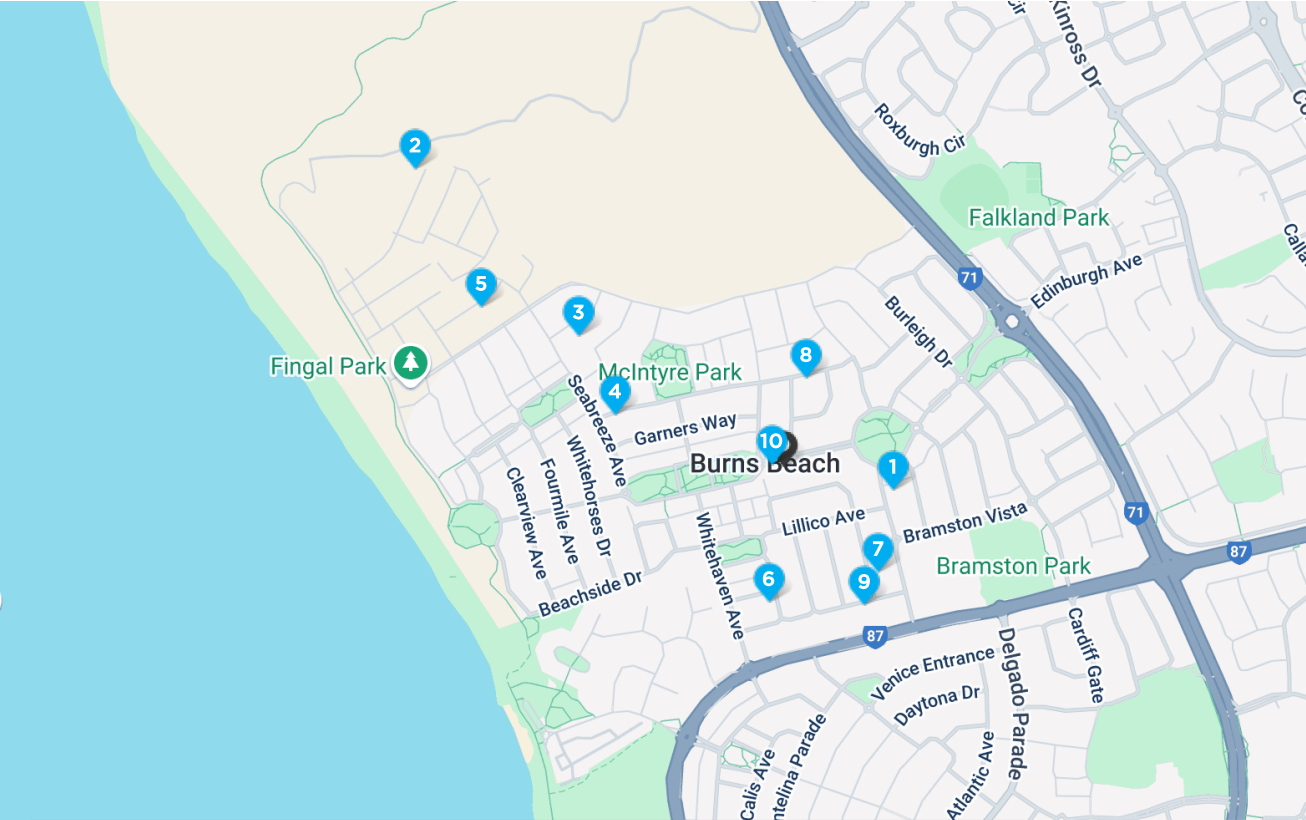 Cir
Kinross Dr
Roxburgh Cir
2
Falkland Park
Edinburgh Ave
71
5
3
Burleigh Dr
8
Fingal Park
McIntyre Park
4
Seabreeze Ave
Garners Way
10
Burns Beach
1
Whitehorses Dr
Fourmile Ave
Clearview Ave
Whitehaven Ave
Lillico Ave
Bramston Vista
71
87
7
Bramston Park
6
9
Beachside Dr
87
Cardiff Gate
Delgado Parade
Venice Entrance
Daytona Dr
Atlantic Ave
Calis Ave
ntelina Parade